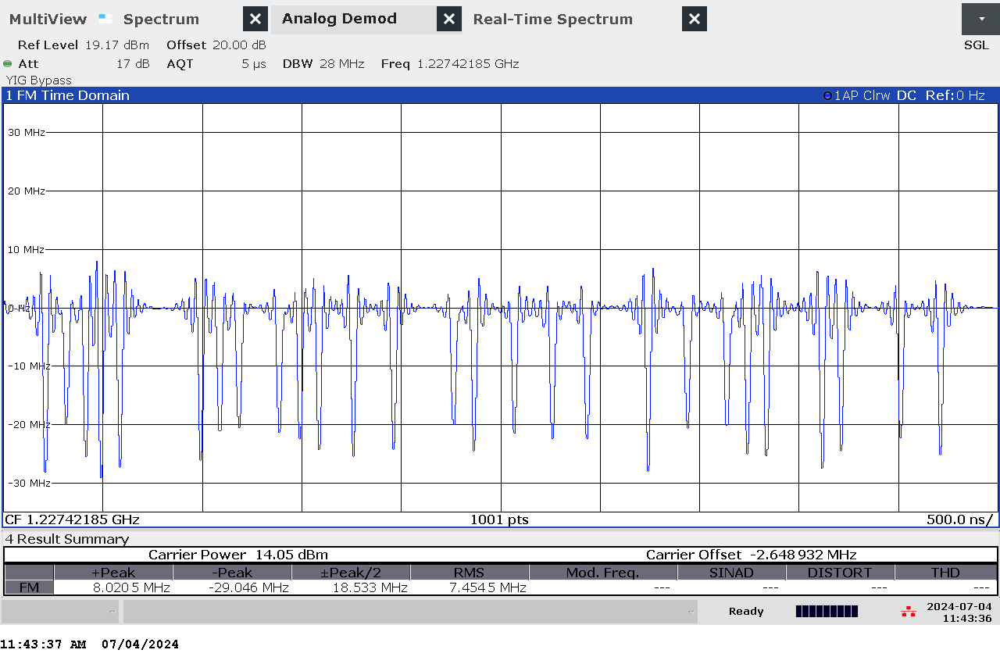 MultiView Spectrum Analog Demod Real-Time Spectrum
Ref Level 19.17 dBm Offset 20.00 dB SGL
Att 17 dB AQT 5 µs DBW 28 MHz Freq 1.22742185 GHz
YIG Bypass
1 FM Time Domain 1AP Clrw DC Ref:0 Hz
30 MHz
20 MHz
10 MHz
0 Hz
-10 MHz
-20 MHz
-30 MHz
CF 1.22742185 GHz 1001 pts 500.0 ns/
4 Result Summary
Carrier Power 14.05 dBm Carrier Offset -2.648 932 MHz
+Peak -Peak ±Peak/2 RMS Mod. Freq. SINAD DISTORT THD
FM 8.020 5 MHz -29.046 MHz 18.533 MHz 7.454 5 MHz --- --- --- ---
Ready 2024-07-04
11:43:36
11:43:37 AM 07/04/2024